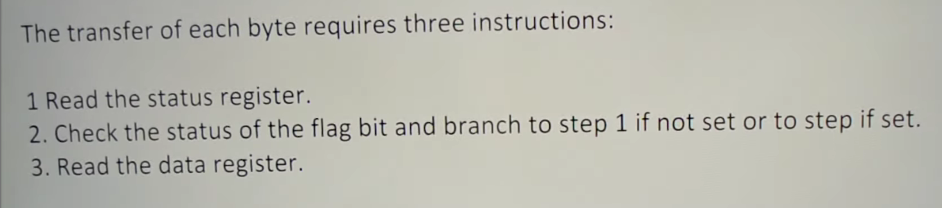 The transfer of each byte requires three instructions:
1 Read the status register.
2. Check the status of the flag bit and branch to step 1 if not set or to step if set.
3. Read the data register.